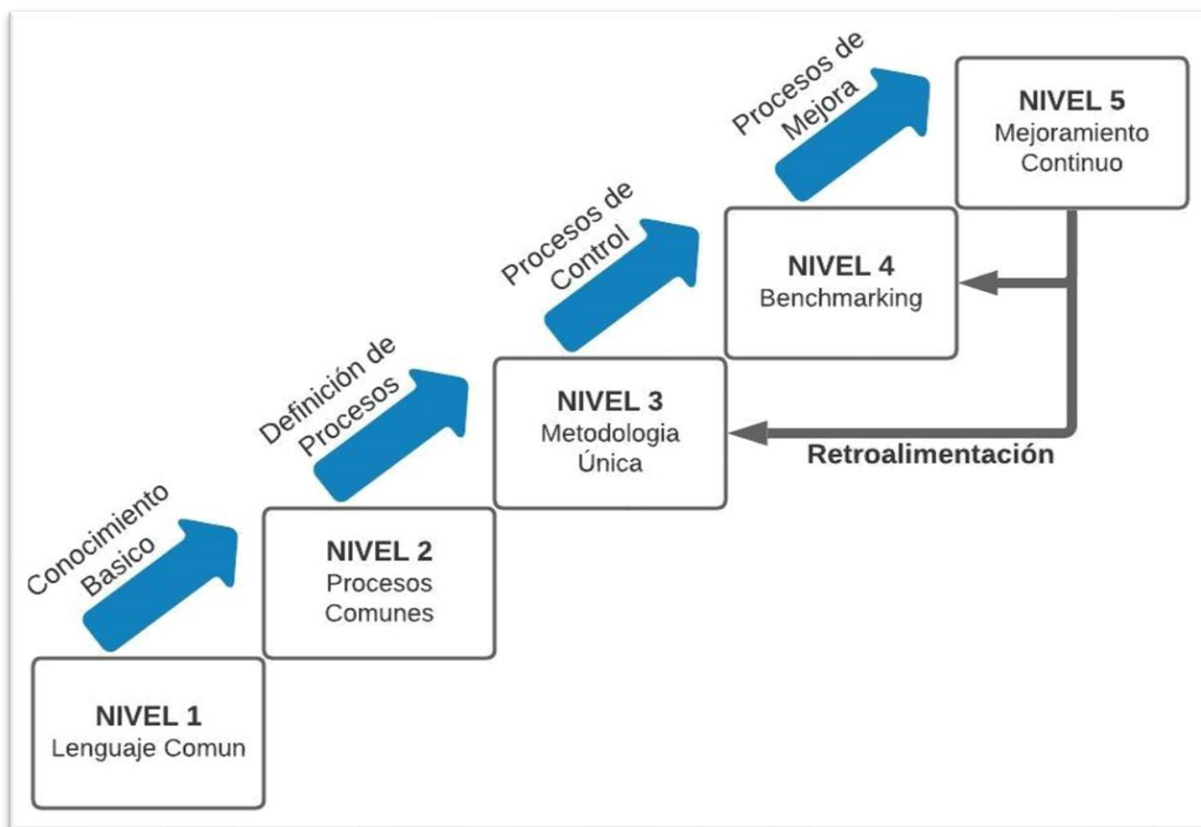 Procesos de
Mejora
NIVEL 5
Mejoramiento
Continuo
Procesos de
Control
NIVEL 4
Benchmarking
Definición de
Procesos
NIVEL 3
Metodologia
Única
Retroalimentación
Conocimiento
Basico
NIVEL 2
Procesos
Comunes
NIVEL 1
Lenguaje Comun